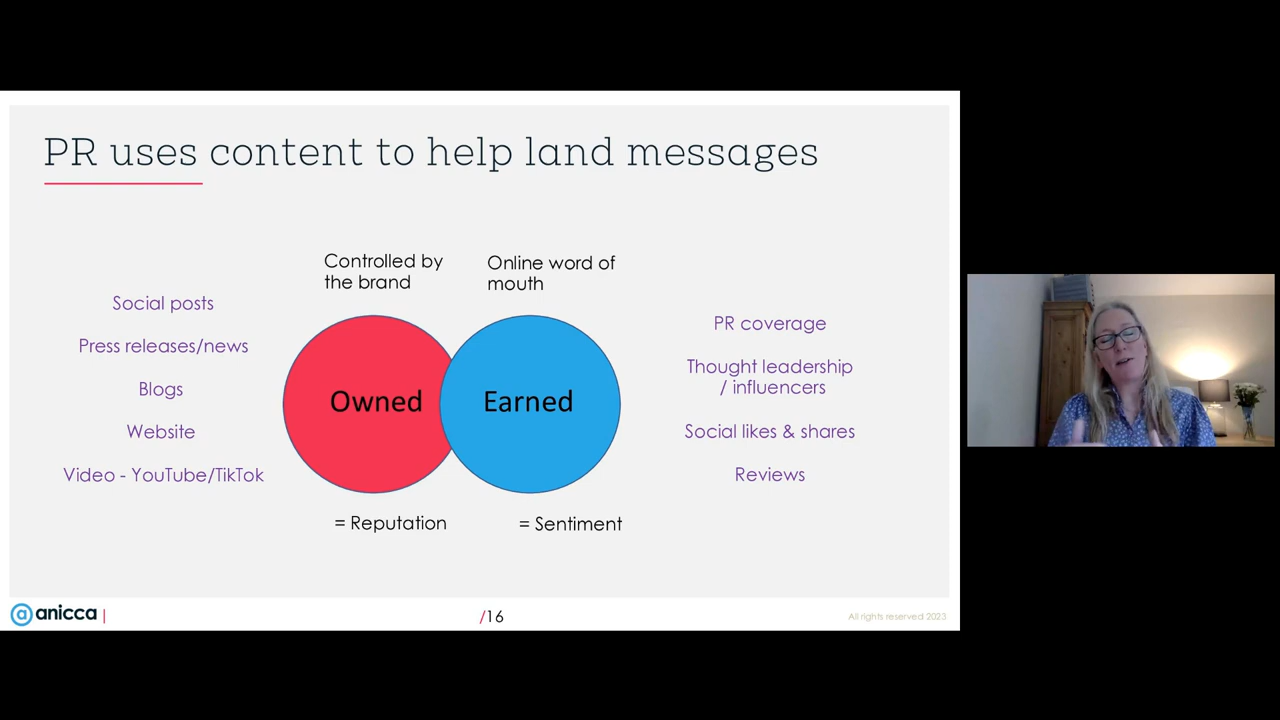 PR uses content to help land messages
Controlled by
the brand
Online word of
mouth
Social posts
Press releases/news
Blogs
Website
Video - YouTube/TikTok
Owned
Earned
PR coverage
Thought leadership
/ influencers
Social likes & shares
Reviews
= Reputation
= Sentiment
@anicca |
/16
All rights reserved 2023